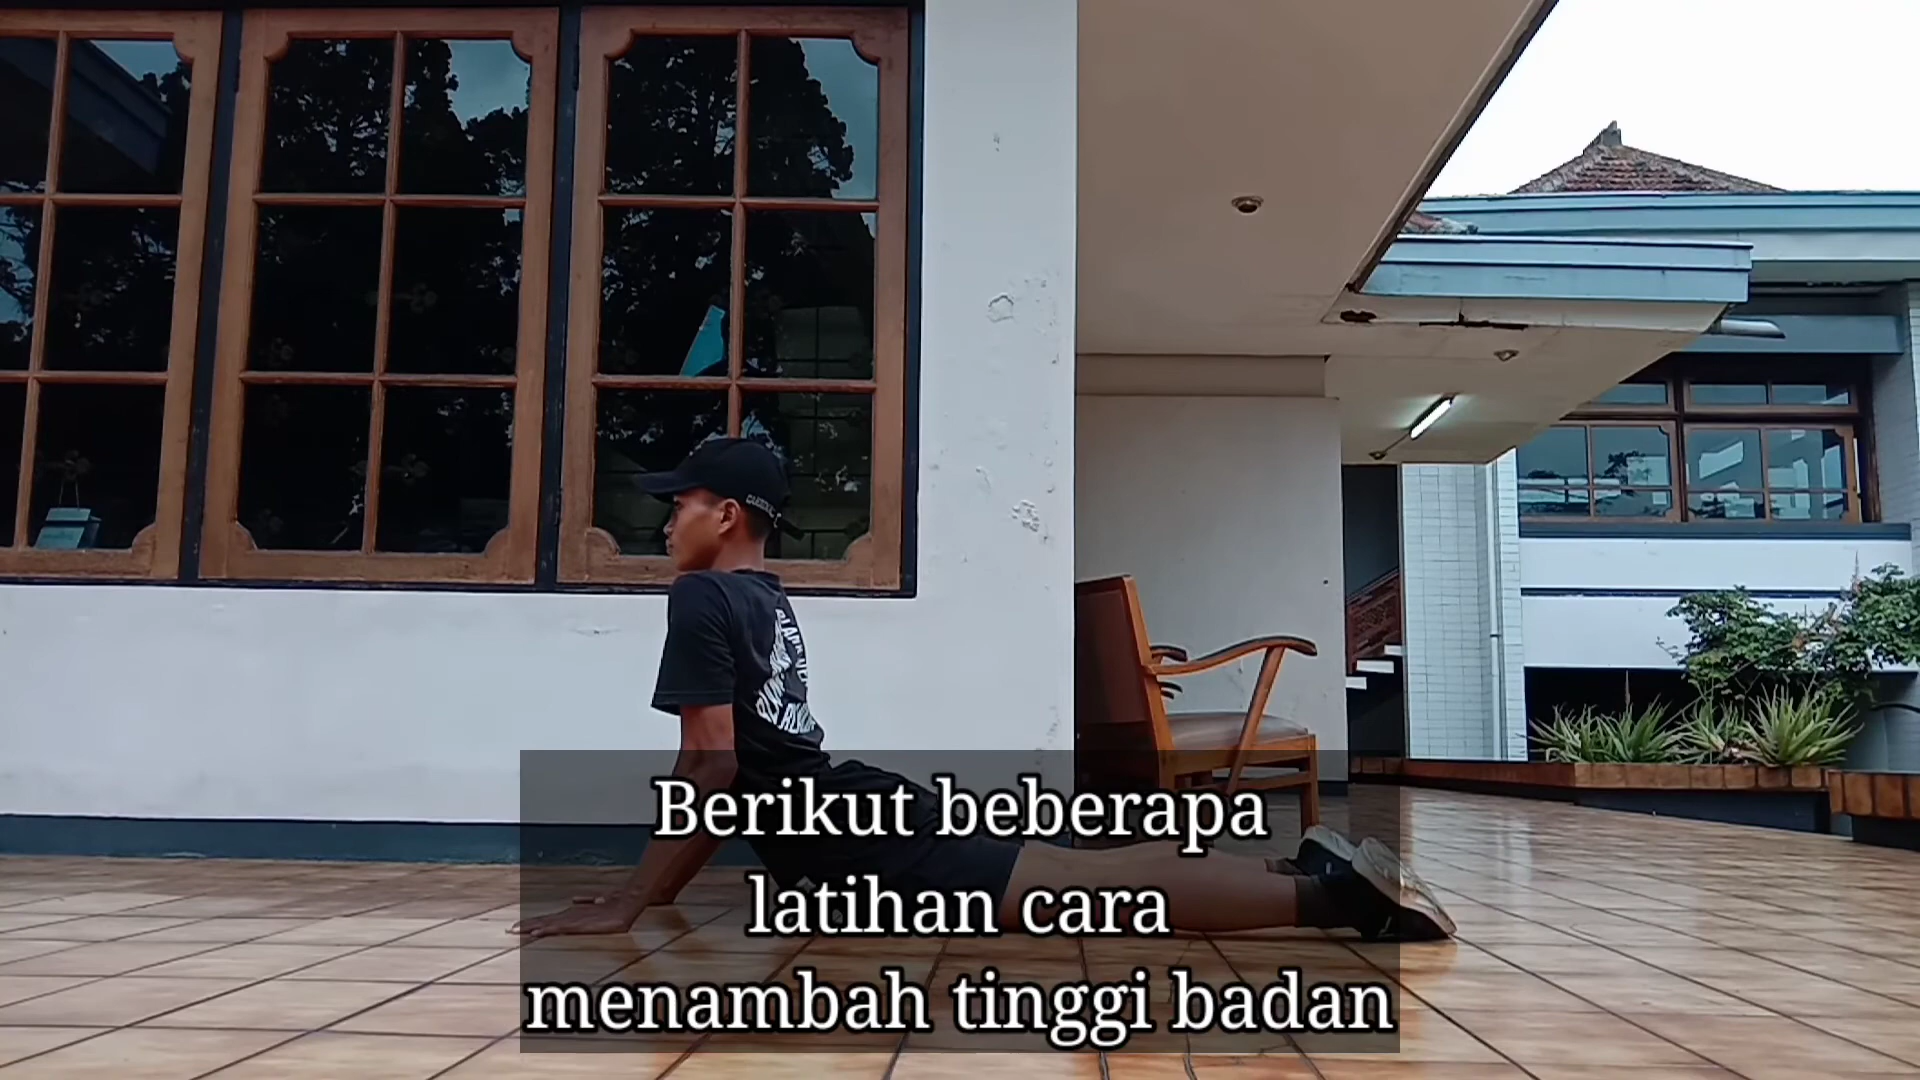 Berikut beberapa
latihan cara
menambah tinggi badan